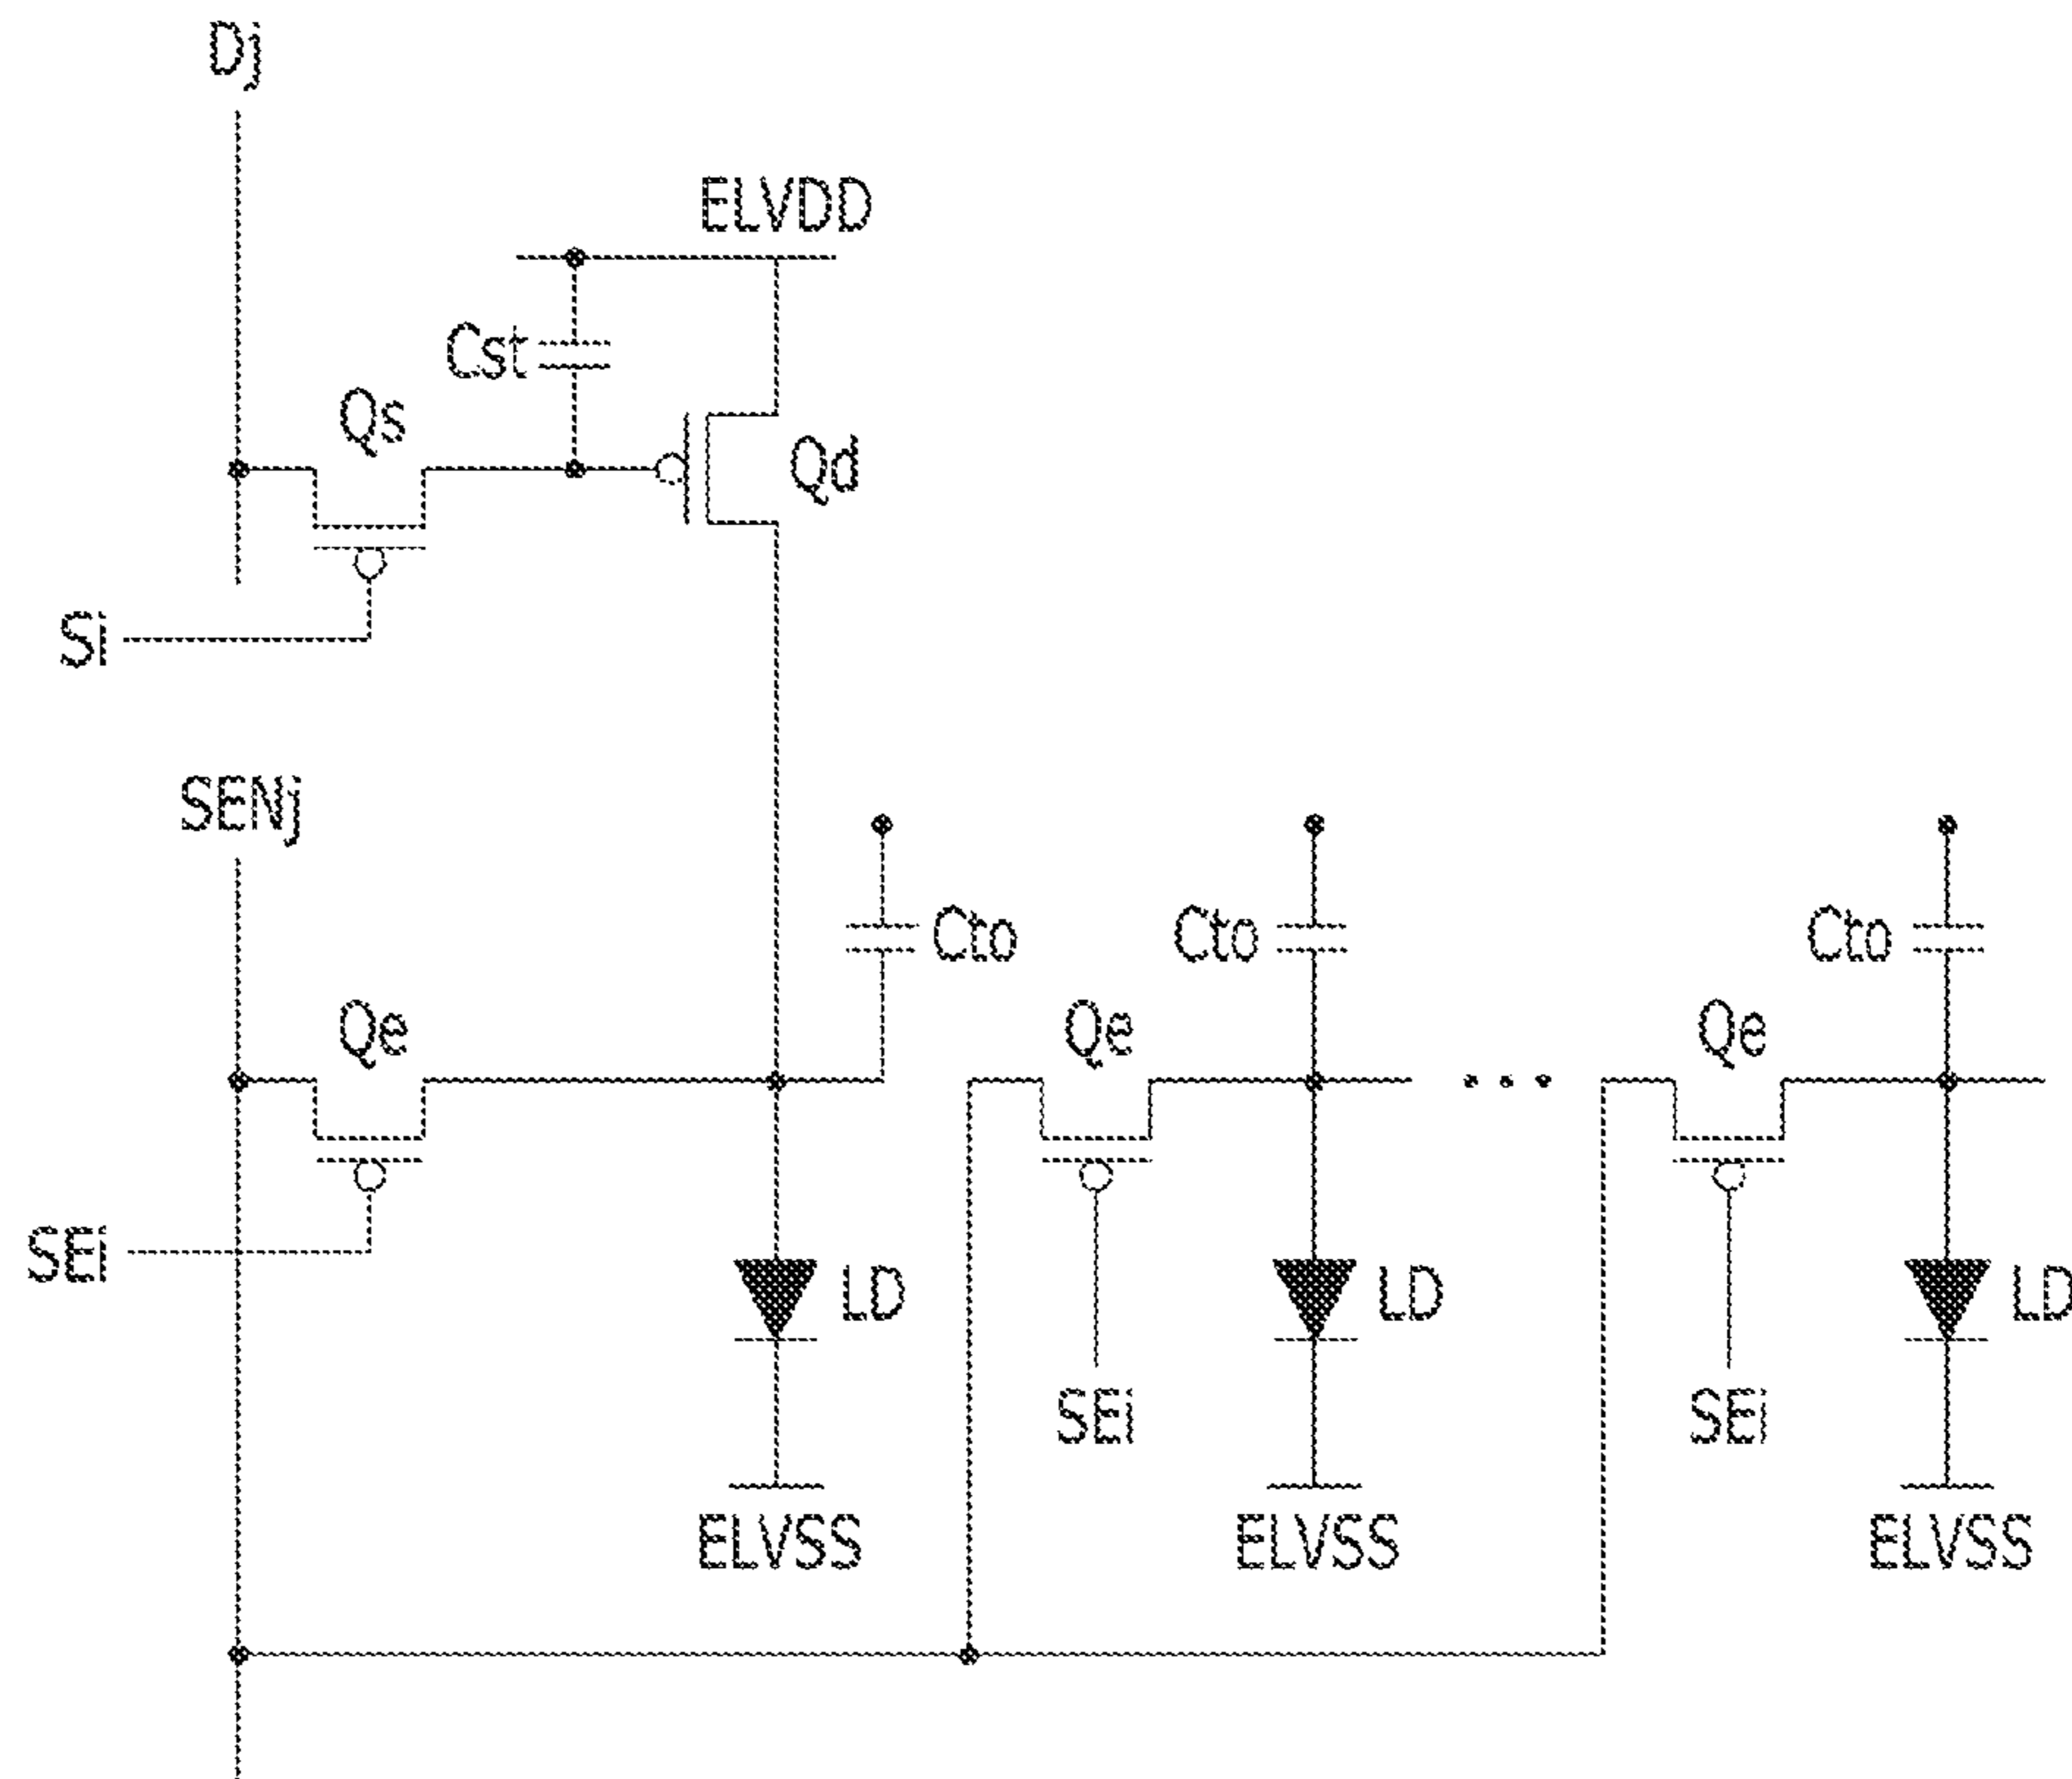 Dj
ELVDD
Cst
Qs
Qd
Si
SENj
Cto
Cto
Cto
Qe
Qe
Qe
SEi
LD
LD
LD
SEi
SEi
ELVSS
ELVSS
ELVSS